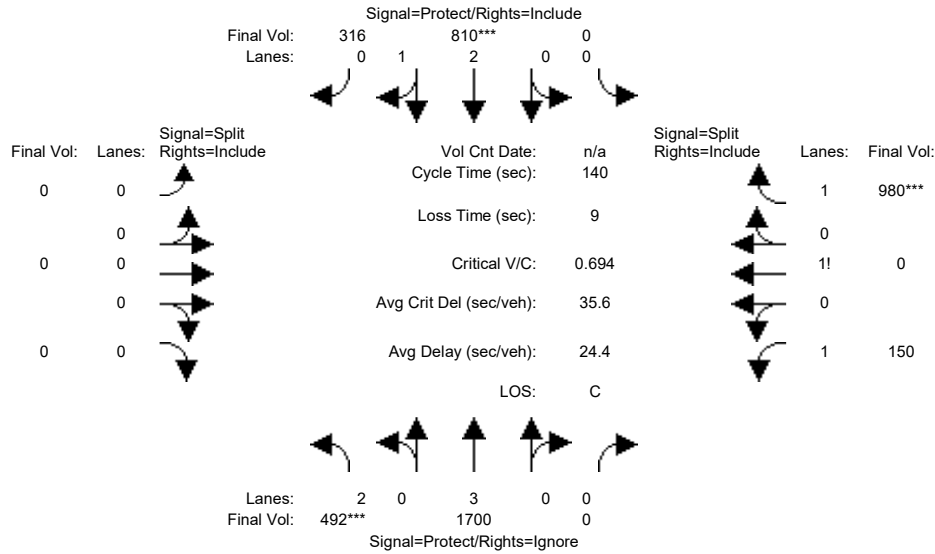 Signal=Protect/Rights=Include
Final Vol: 316 810*** 0
Lanes: 0 1 2 0 0
Signal=Split
Final Vol: Lanes: Rights=Include
Vol Cnt Date: n/a
Signal=Split
Rights=Include Lanes: Final Vol:
Cycle Time (sec): 140
0 0
1 980***
Loss Time (sec): 9
0
0
0 0
Critical V/C: 0.694
1! 0
0
Avg Crit Del (sec/veh): 35.6
0
0 0
Avg Delay (sec/veh): 24.4
1 150
LOS: C
Lanes: 2 0 3 0 0
Final Vol: 492*** 1700 0
Signal=Protect/Rights=Ignore